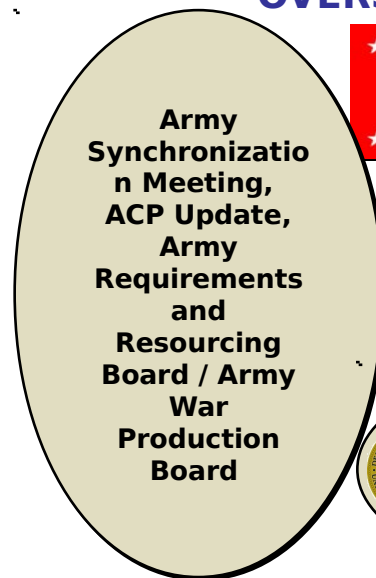 Army
Synchronizatio
n Meeting,
ACP Update,
Army
Requirements
and
Resourcing
Board / Army
War
Production
Board